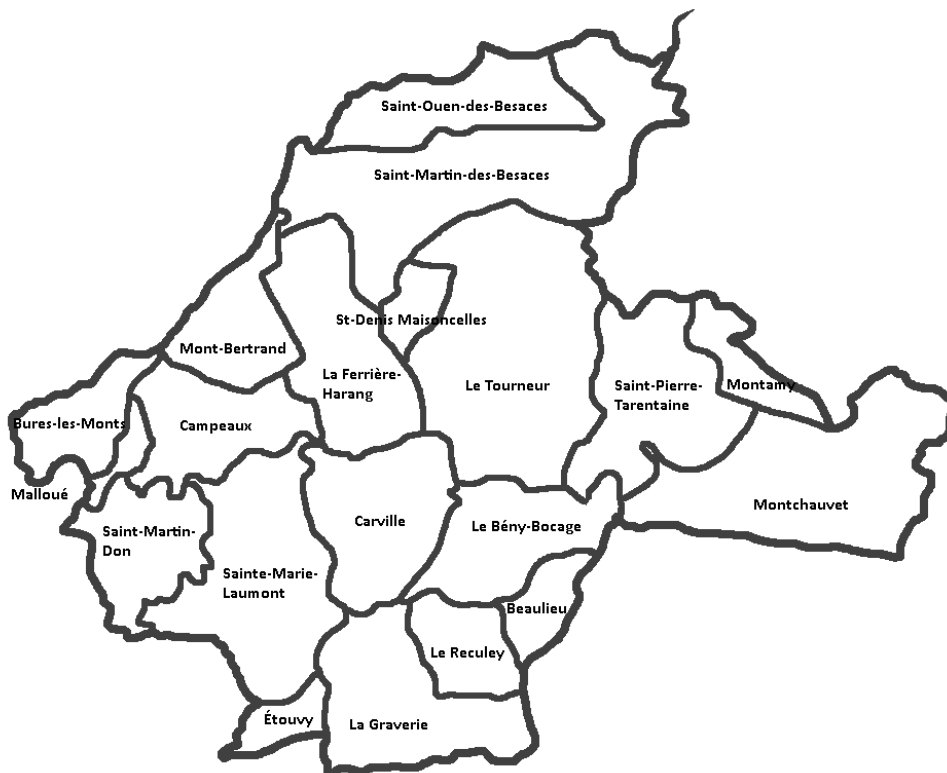 Saint-Ouen-des-Besaces
Saint-Martin-des-Besaces
St-Denis Maisoncelles
Mont-Bertrand
La Ferrière-
Harang
Le Tourneur
Saint-Pierre-
Tarentaine
Montamy
Bures-les-Monts
Campeaux
Malloué
Montchauvet
Saint-Martin-
Don
Carville
Le Bény-Bocage
Sainte-Marie-
Laumont
Beaulieu
Le Reculey
Étouvy
La Graverie